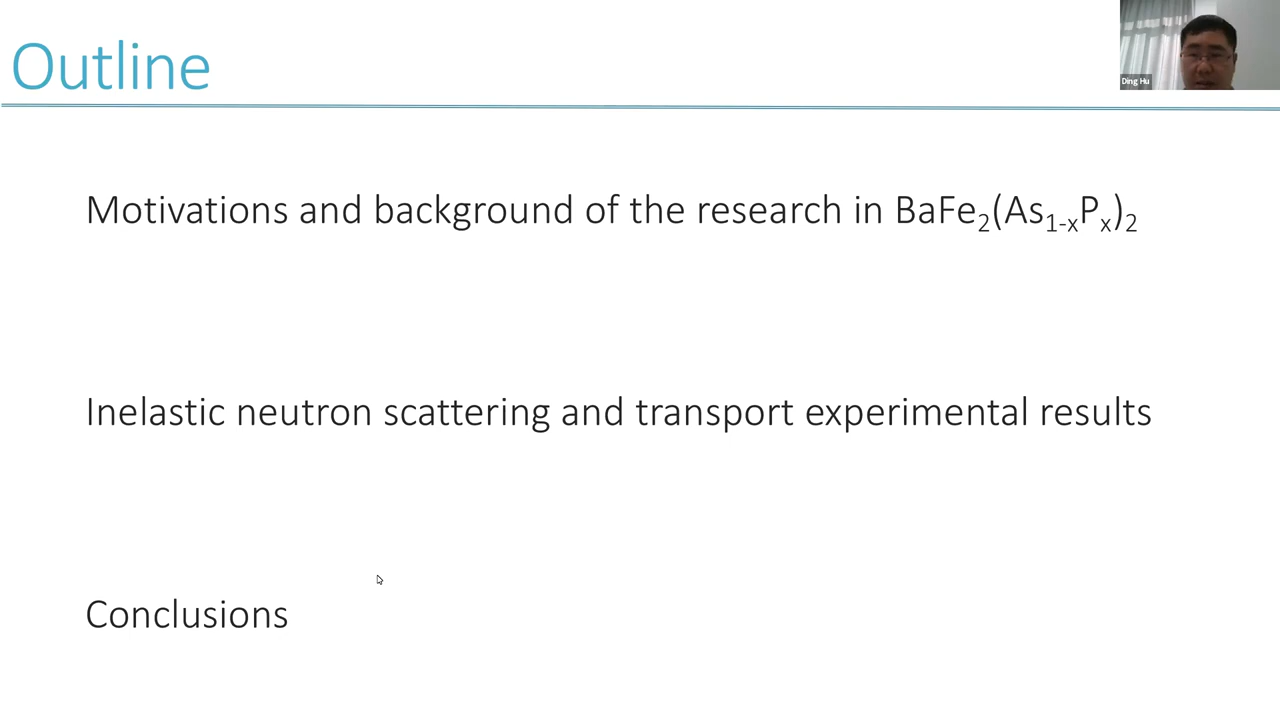 Outline
Ding Hu
Motivations and background of the research in BaFe₂(As₁₋ₓPₓ)₂
Inelastic neutron scattering and transport experimental results
Conclusions